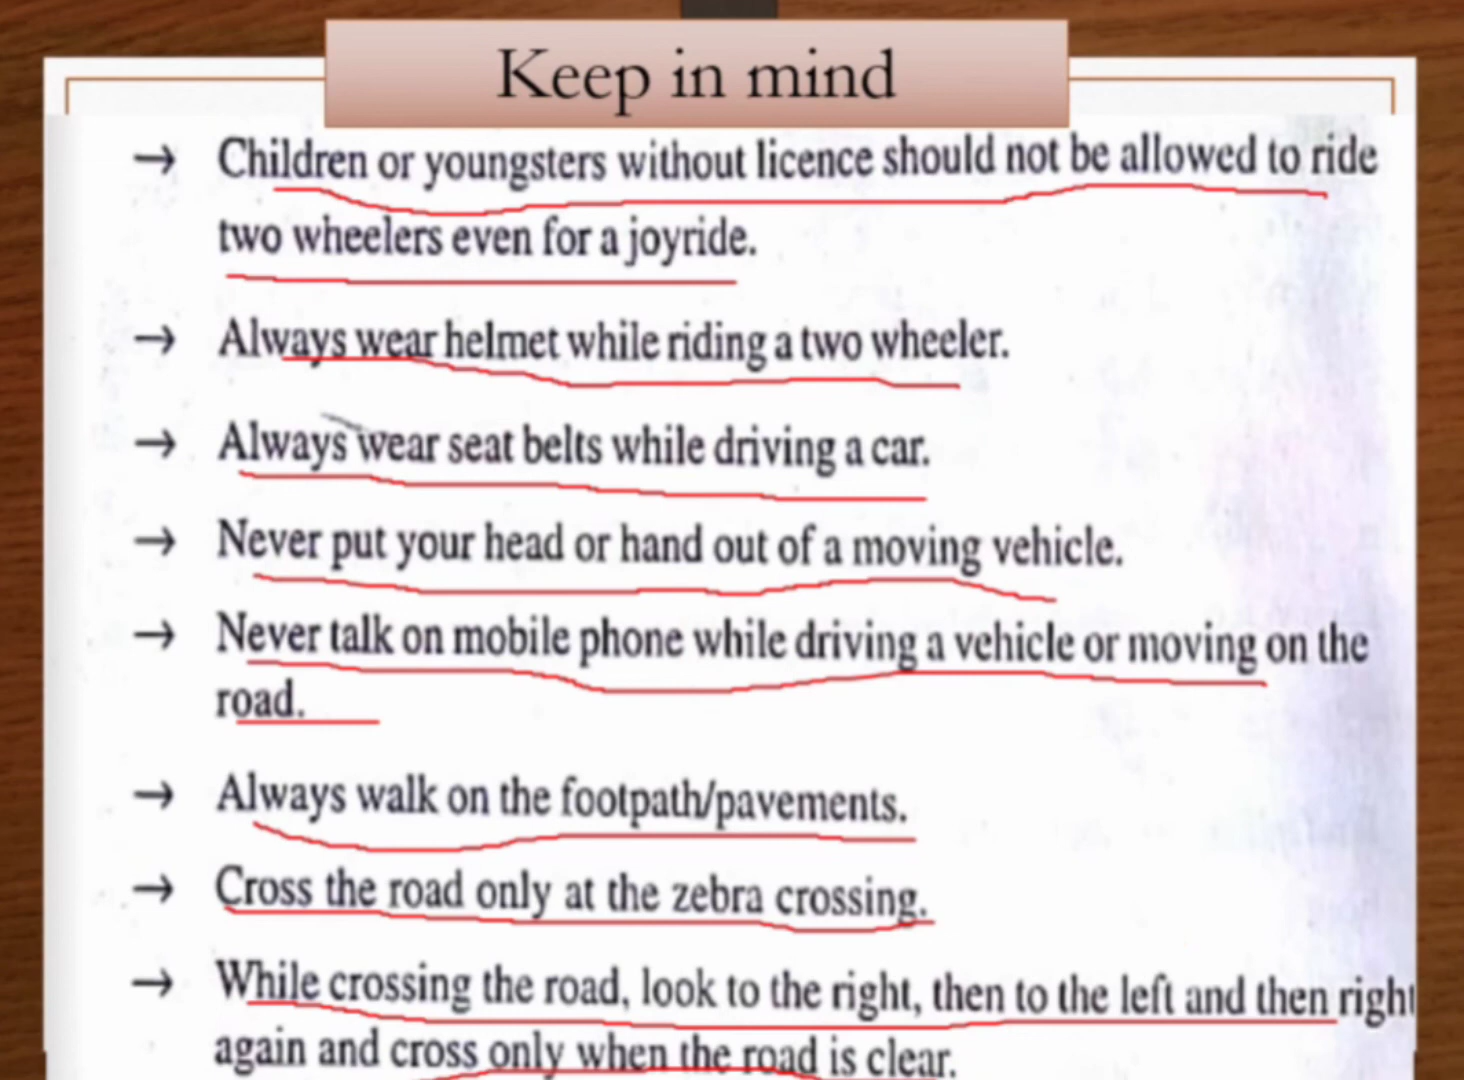 Keep in mind
→ Children or youngsters without licence should not be allowed to ride
two wheelers even for a joyride.
→ Always wear helmet while riding a two wheeler.
→ Always wear seat belts while driving a car.
→ Never put your head or hand out of a moving vehicle.
→ Never talk on mobile phone while driving a vehicle or moving on the
road.
→ Always walk on the footpath/pavements.
→ Cross the road only at the zebra crossing.
→ While crossing the road, look to the right, then to the left and then right
again and cross only when the road is clear.